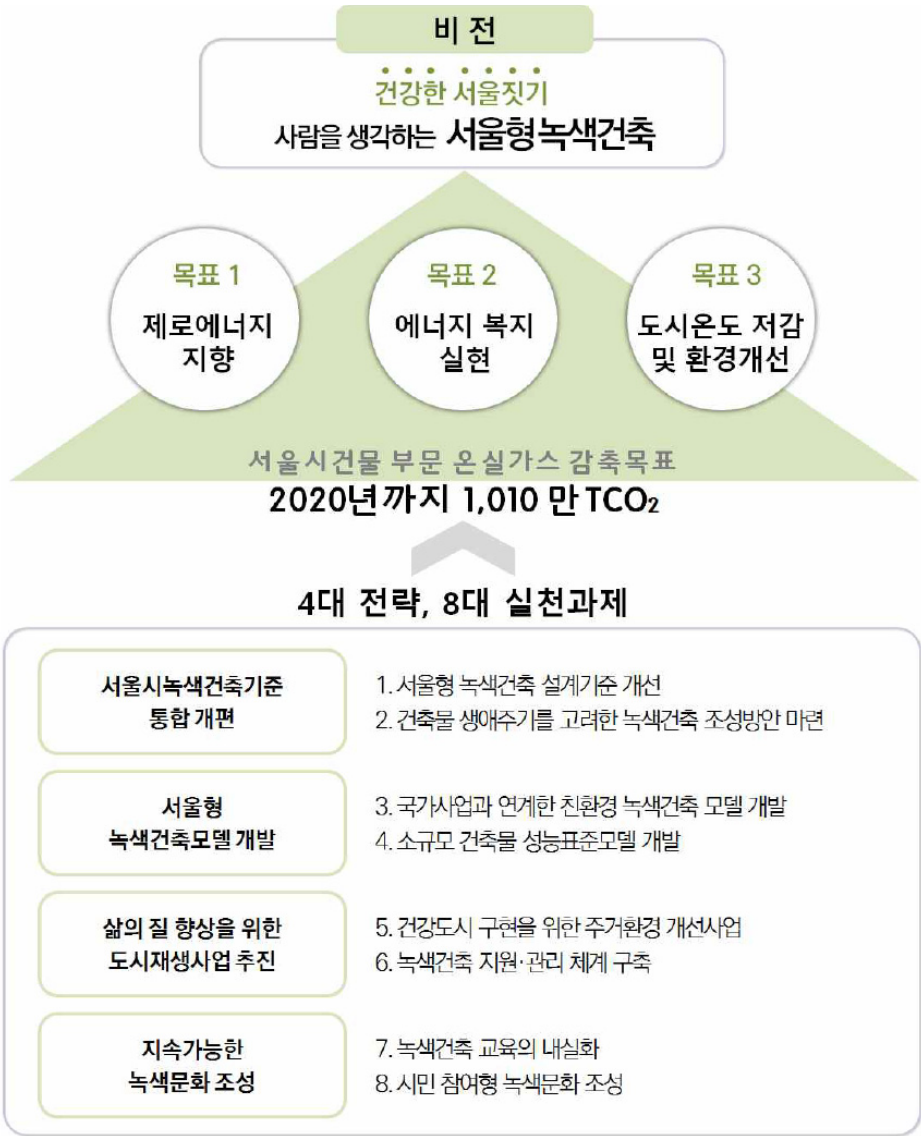 비 전
건강한 서울짓기
사람을 생각하는 서울형 녹색건축
목표 1
제로에너지
지향
목표 2
에너지 복지
실현
목표 3
도시온도 저감
및 환경개선
서울시건물 부문 온실가스 감축목표
2020년까지 1,010 만 TCO₂
4대 전략, 8대 실천과제
서울시녹색건축기준
통합 개편
1. 서울형 녹색건축 설계기준 개선
2. 건축물 생애주기를 고려한 녹색건축 조성방안 마련
서울형
녹색건축모델 개발
3. 국가사업과 연계한 친환경 녹색건축 모델 개발
4. 소규모 건축물 성능표준모델 개발
삶의 질 향상을 위한
도시재생사업 추진
5. 건강도시 구현을 위한 주거환경 개선사업
6. 녹색건축 지원·관리 체계 구축
지속가능한
녹색문화 조성
7. 녹색건축 교육의 내실화
8. 시민 참여형 녹색문화 조성